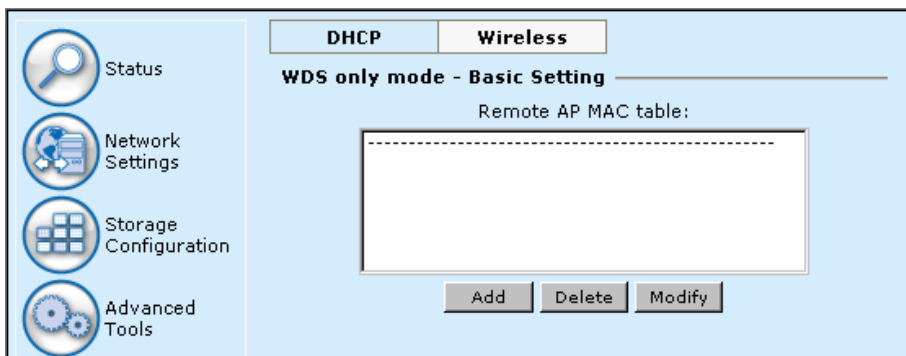 Status
Network
Settings
Storage
Configuration
Advanced
Tools
DHCP
Wireless
WDS only mode - Basic Setting
Remote AP MAC table:
--------------------------------------------------
Add
Delete
Modify